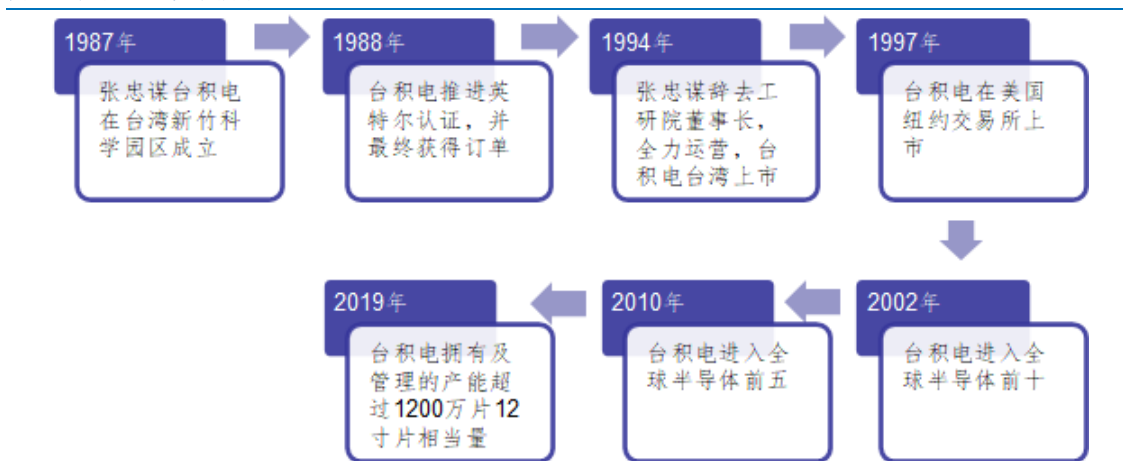 1987年
张忠谋台积电
在台湾新竹科
学园区成立
1988年
台积电推进英
特尔认证，并
最终获得订单
1994年
张忠谋辞去工
研院董事长，
全力运营，台
积电台湾上市
1997年
台积电在美国
纽约交易所上
市
2002年
台积电进入全
球半导体前十
2010年
台积电进入全
球半导体前五
2019年
台积电拥有及
管理的产能超
过1200万片12
寸片相当量